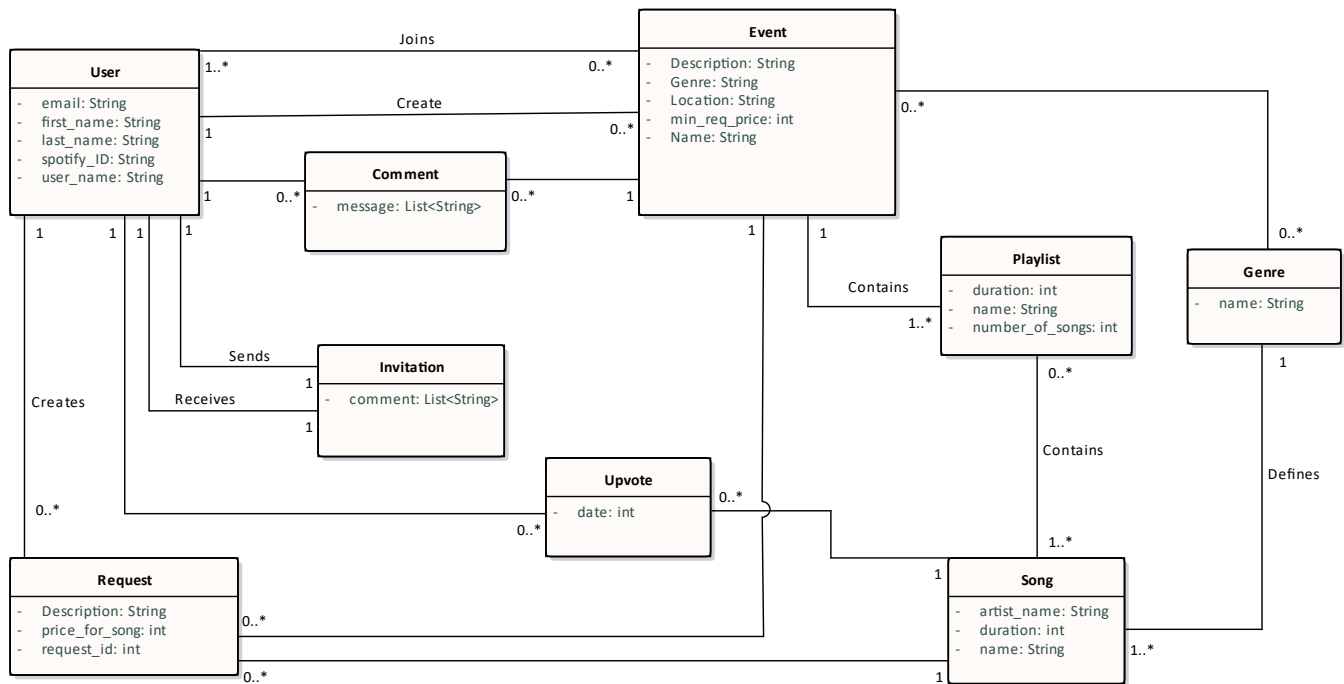 Event
- Description: String
- Genre: String
- Location: String
- min_req_price: int
- Name: String
Joins
1..*
0..*
User
- email: String
- first_name: String
- last_name: String
- spotify_ID: String
- user_name: String
Create
1
0..*
0..*
Comment
- message: List<String>
1
0..*
0..*
1
1
1
1
1
1
1
0..*
Genre
- name: String
Playlist
- duration: int
- name: String
- number_of_songs: int
Contains
1..*
Sends
1
Invitation
- comment: List<String>
Receives
1
1
0..*
Creates
Contains
Defines
Upvote
- date: int
0..*
0..*
0..*
1..*
Request
- Description: String
- price_for_song: int
- request_id: int
1
Song
- artist_name: String
- duration: int
- name: String
0..*
1..*
0..*
1